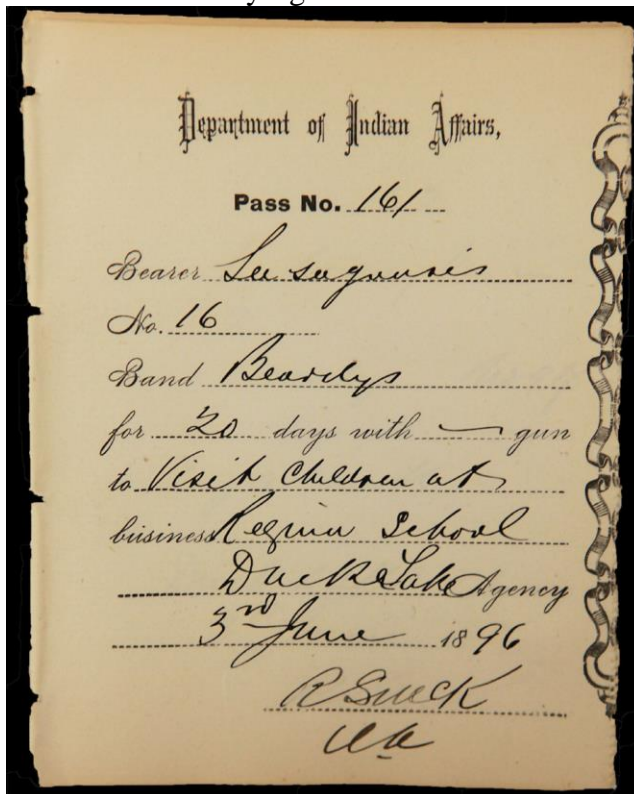 Department of Indian Affairs,
Pass No. 161
Bearer
No. 16
Band Beardys
for 20 days with — gun
to Visit children at
business Regina School
Duck Lake Agency
3rd June 1896